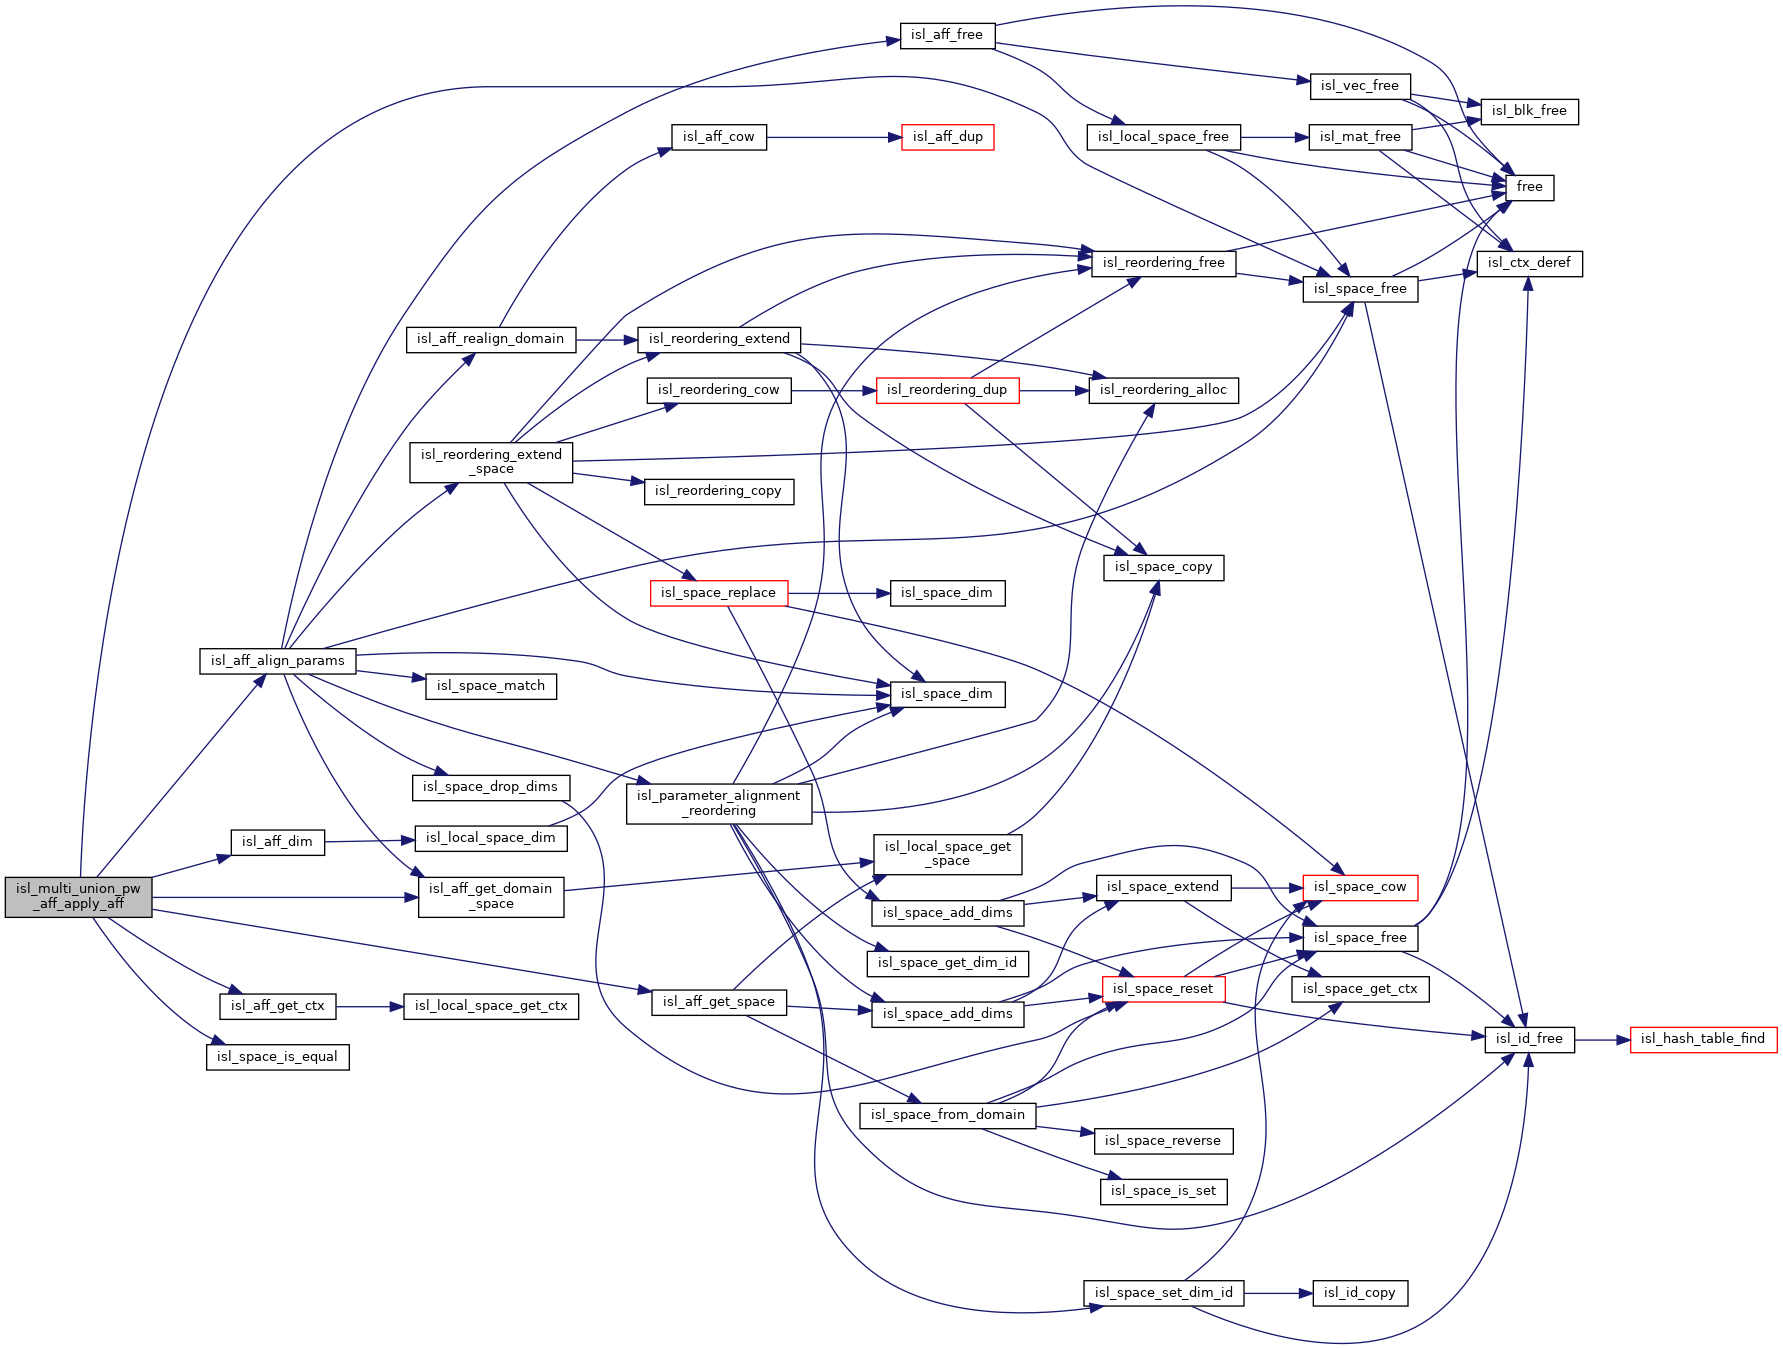 isl_aff_free
isl_vec_free
isl_blk_free
isl_aff_cow
isl_aff_dup
isl_local_space_free
isl_mat_free
free
isl_reordering_free
isl_ctx_deref
isl_space_free
isl_aff_realign_domain
isl_reordering_extend
isl_reordering_cow
isl_reordering_dup
isl_reordering_alloc
isl_reordering_extend
_space
isl_reordering_copy
isl_space_copy
isl_space_replace
isl_space_dim
isl_aff_align_params
isl_space_match
isl_space_dim
isl_space_drop_dims
isl_parameter_alignment
_reordering
isl_aff_dim
isl_local_space_dim
isl_local_space_get
_space
isl_multi_union_pw
_aff_apply_aff
isl_aff_get_domain
_space
isl_space_extend
isl_space_cow
isl_space_add_dims
isl_space_free
isl_space_get_dim_id
isl_space_reset
isl_space_get_ctx
isl_aff_get_ctx
isl_local_space_get_ctx
isl_aff_get_space
isl_space_add_dims
isl_id_free
isl_hash_table_find
isl_space_is_equal
isl_space_from_domain
isl_space_reverse
isl_space_is_set
isl_space_set_dim_id
isl_id_copy